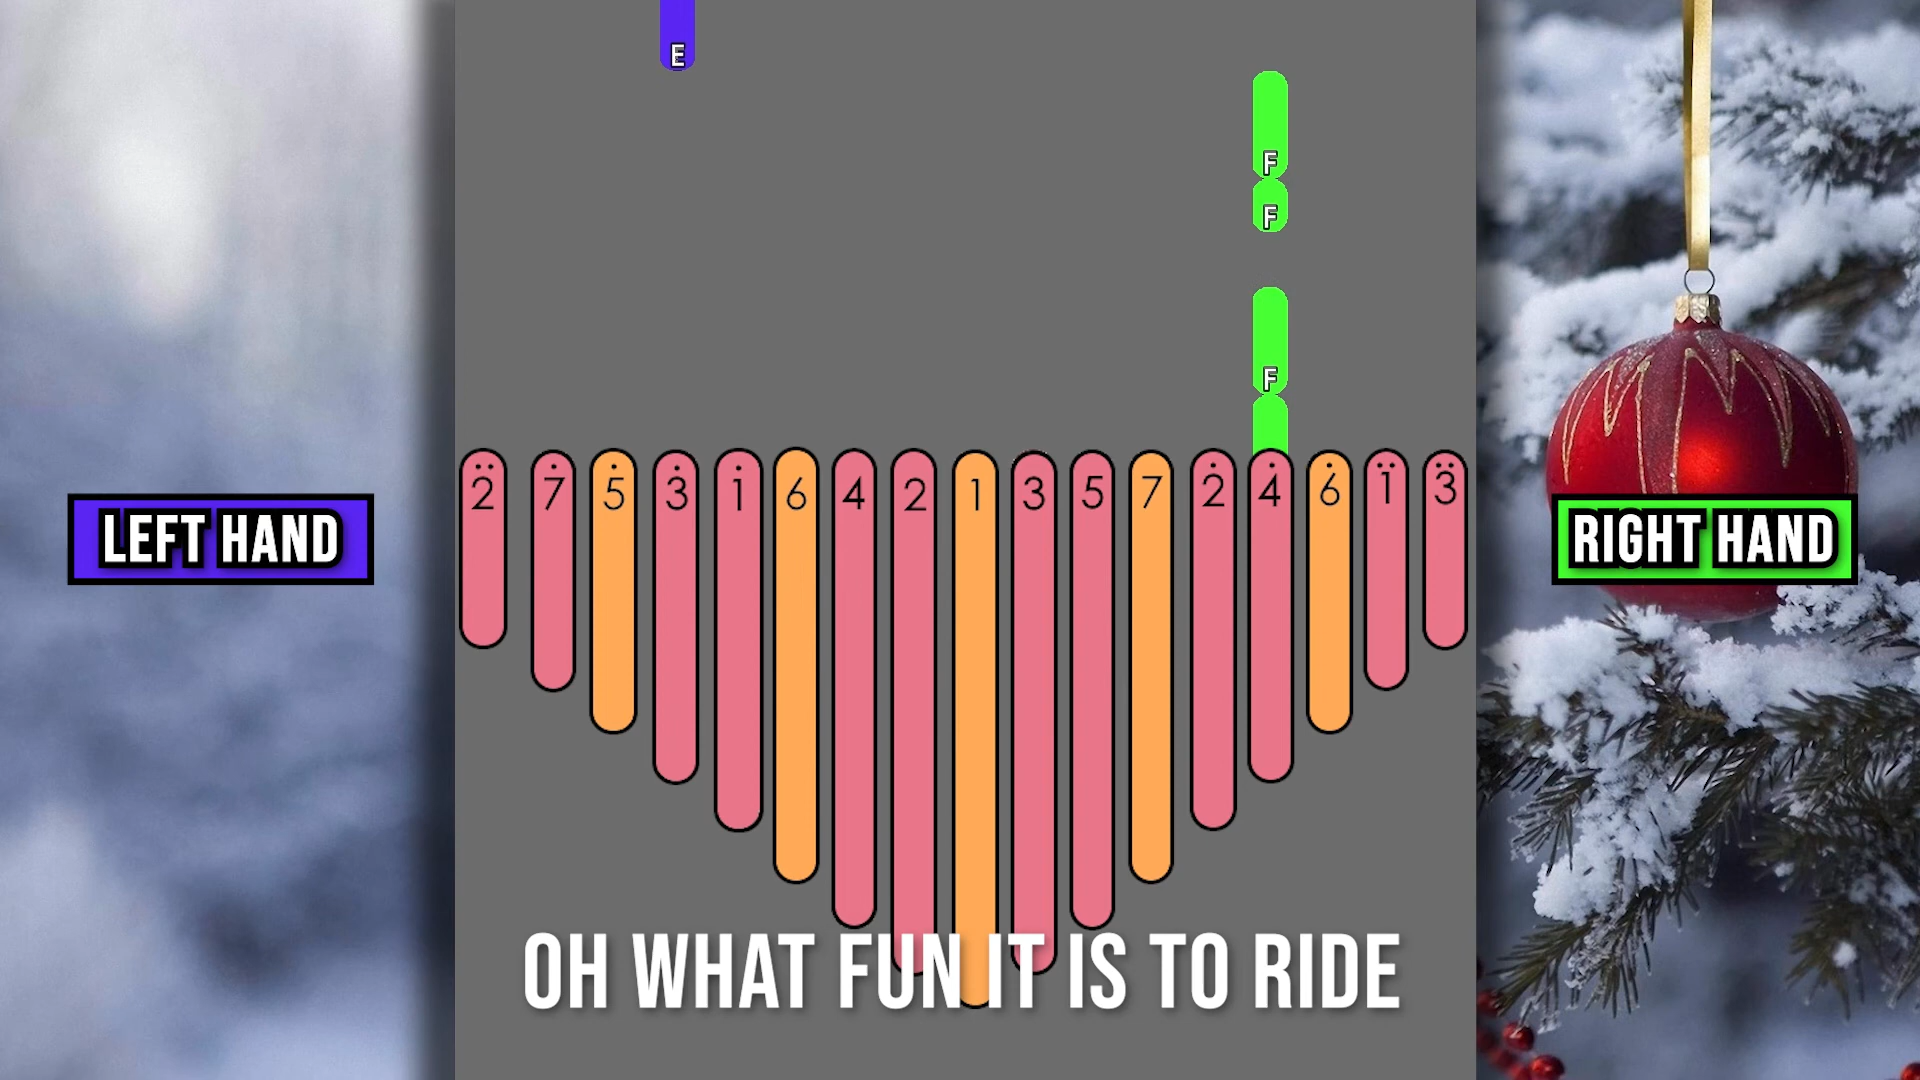 E
F
F
F
2̈ 7̇ 5̇ 3̇ 1̇ 6 4 2 1 3 5 7 2̇ 4̇ 6̇ 1̈ 3̈
LEFT HAND
RIGHT HAND
OH WHAT FUN IT IS TO RIDE